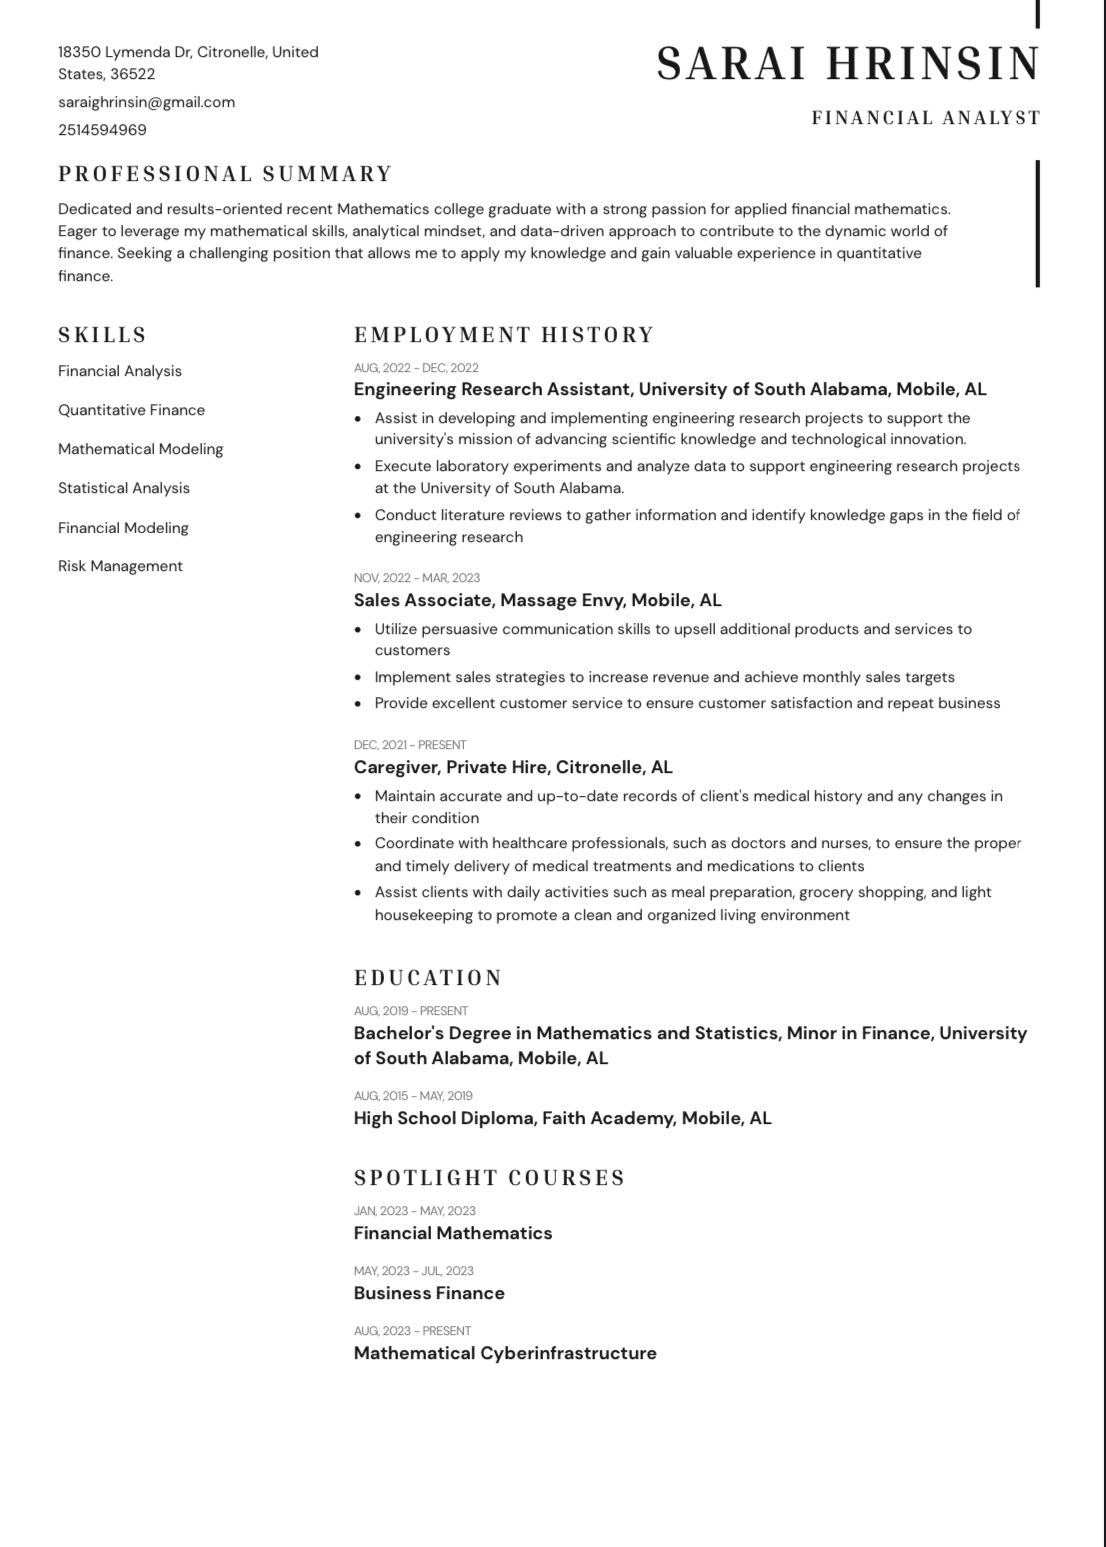 18350 Lymenda Dr, Citronelle, United
States, 36522
saraighrinsin@gmail.com
2514594969
SARAI HRINSIN
FINANCIAL ANALYST
PROFESSIONAL SUMMARY
Dedicated and results-oriented recent Mathematics college graduate with a strong passion for applied financial mathematics.
Eager to leverage my mathematical skills, analytical mindset, and data-driven approach to contribute to the dynamic world of
finance. Seeking a challenging position that allows me to apply my knowledge and gain valuable experience in quantitative
finance.
SKILLS
Financial Analysis
Quantitative Finance
Mathematical Modeling
Statistical Analysis
Financial Modeling
Risk Management
EMPLOYMENT HISTORY
AUG, 2022 - DEC, 2022
Engineering Research Assistant, University of South Alabama, Mobile, AL
• Assist in developing and implementing engineering research projects to support the
university's mission of advancing scientific knowledge and technological innovation.
• Execute laboratory experiments and analyze data to support engineering research projects
at the University of South Alabama.
• Conduct literature reviews to gather information and identify knowledge gaps in the field of
engineering research
NOV, 2022 - MAR, 2023
Sales Associate, Massage Envy, Mobile, AL
• Utilize persuasive communication skills to upsell additional products and services to
customers
• Implement sales strategies to increase revenue and achieve monthly sales targets
• Provide excellent customer service to ensure customer satisfaction and repeat business
DEC, 2021 - PRESENT
Caregiver, Private Hire, Citronelle, AL
• Maintain accurate and up-to-date records of client's medical history and any changes in
their condition
• Coordinate with healthcare professionals, such as doctors and nurses, to ensure the proper
and timely delivery of medical treatments and medications to clients
• Assist clients with daily activities such as meal preparation, grocery shopping, and light
housekeeping to promote a clean and organized living environment
EDUCATION
AUG, 2019 - PRESENT
Bachelor's Degree in Mathematics and Statistics, Minor in Finance, University
of South Alabama, Mobile, AL
AUG, 2015 - MAY, 2019
High School Diploma, Faith Academy, Mobile, AL
SPOTLIGHT COURSES
JAN, 2023 - MAY, 2023
Financial Mathematics
MAY, 2023 - JUL, 2023
Business Finance
AUG, 2023 - PRESENT
Mathematical Cyberinfrastructure